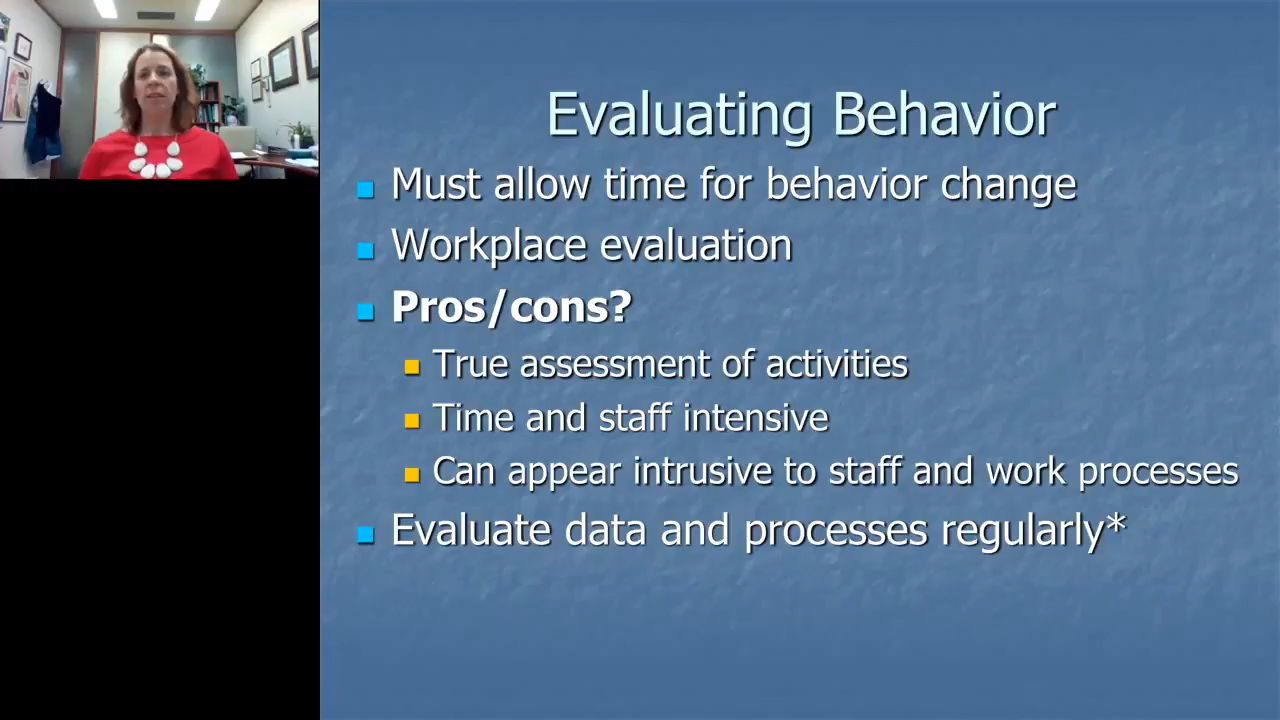 Evaluating Behavior
Must allow time for behavior change
Workplace evaluation
Pros/cons?
True assessment of activities
Time and staff intensive
Can appear intrusive to staff and work processes
Evaluate data and processes regularly*